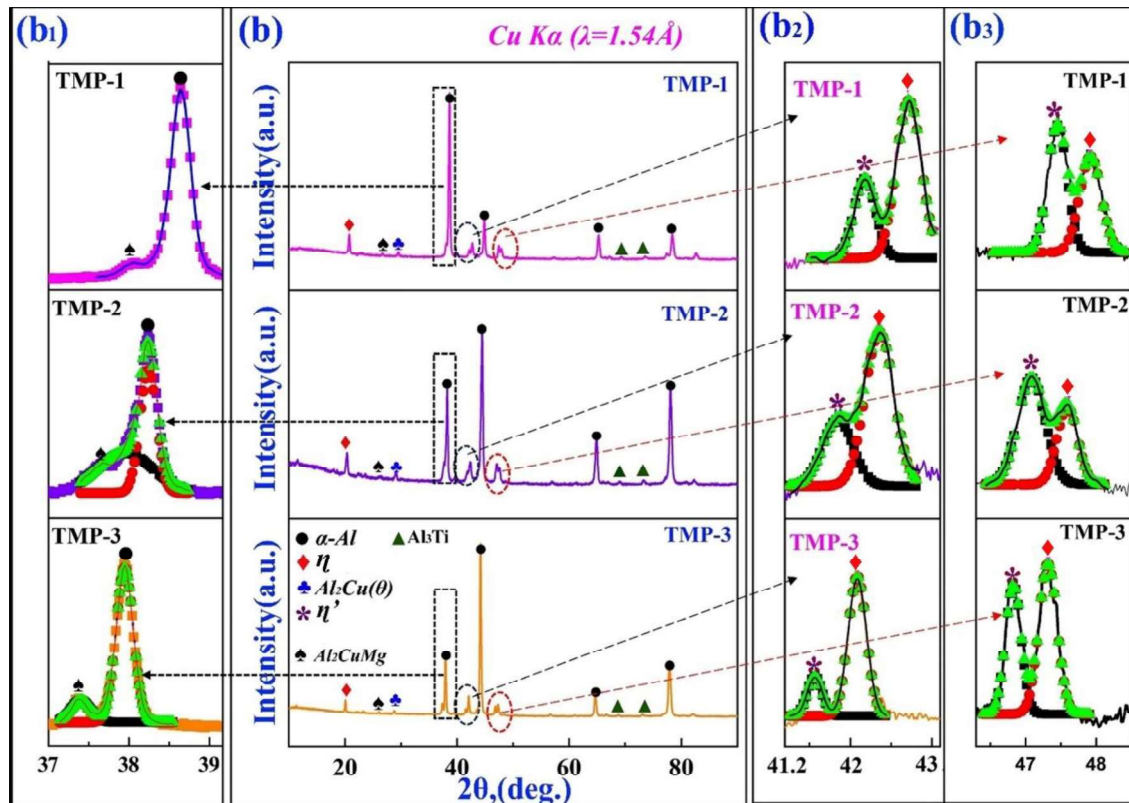 (b₁)
(b)
Cu Kα (λ=1.54Å)
(b₂)
(b₃)
TMP-1
TMP-1
TMP-1
TMP-1
Intensity(a.u.)
TMP-2
TMP-2
TMP-2
TMP-2
Intensity(a.u.)
TMP-3
TMP-3
TMP-3
TMP-3
α-Al
Al₃Ti
η
Al₂Cu(θ)
η’
Al₂CuMg
Intensity(a.u.)
37 38 39
20 40 60 80
41.2 42 43
47 48
2θ,(deg.)